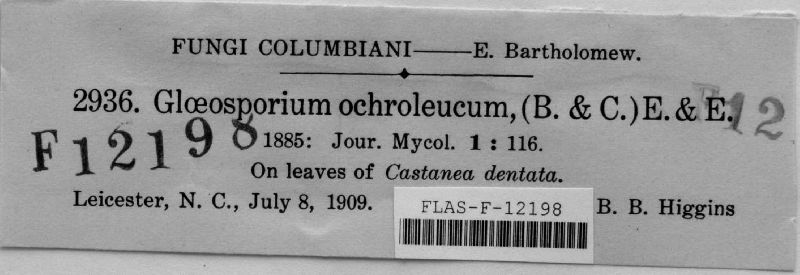 FUNGI COLUMBIANI——E. Bartholomew.
2936. Glœosporium ochroleucum, (B. & C.) E. & E.
F12198
1885: Jour. Mycol. 1 : 116.
On leaves of Castanea dentata.
Leicester, N. C., July 8, 1909.
B. B. Higgins
FLAS-F-12198